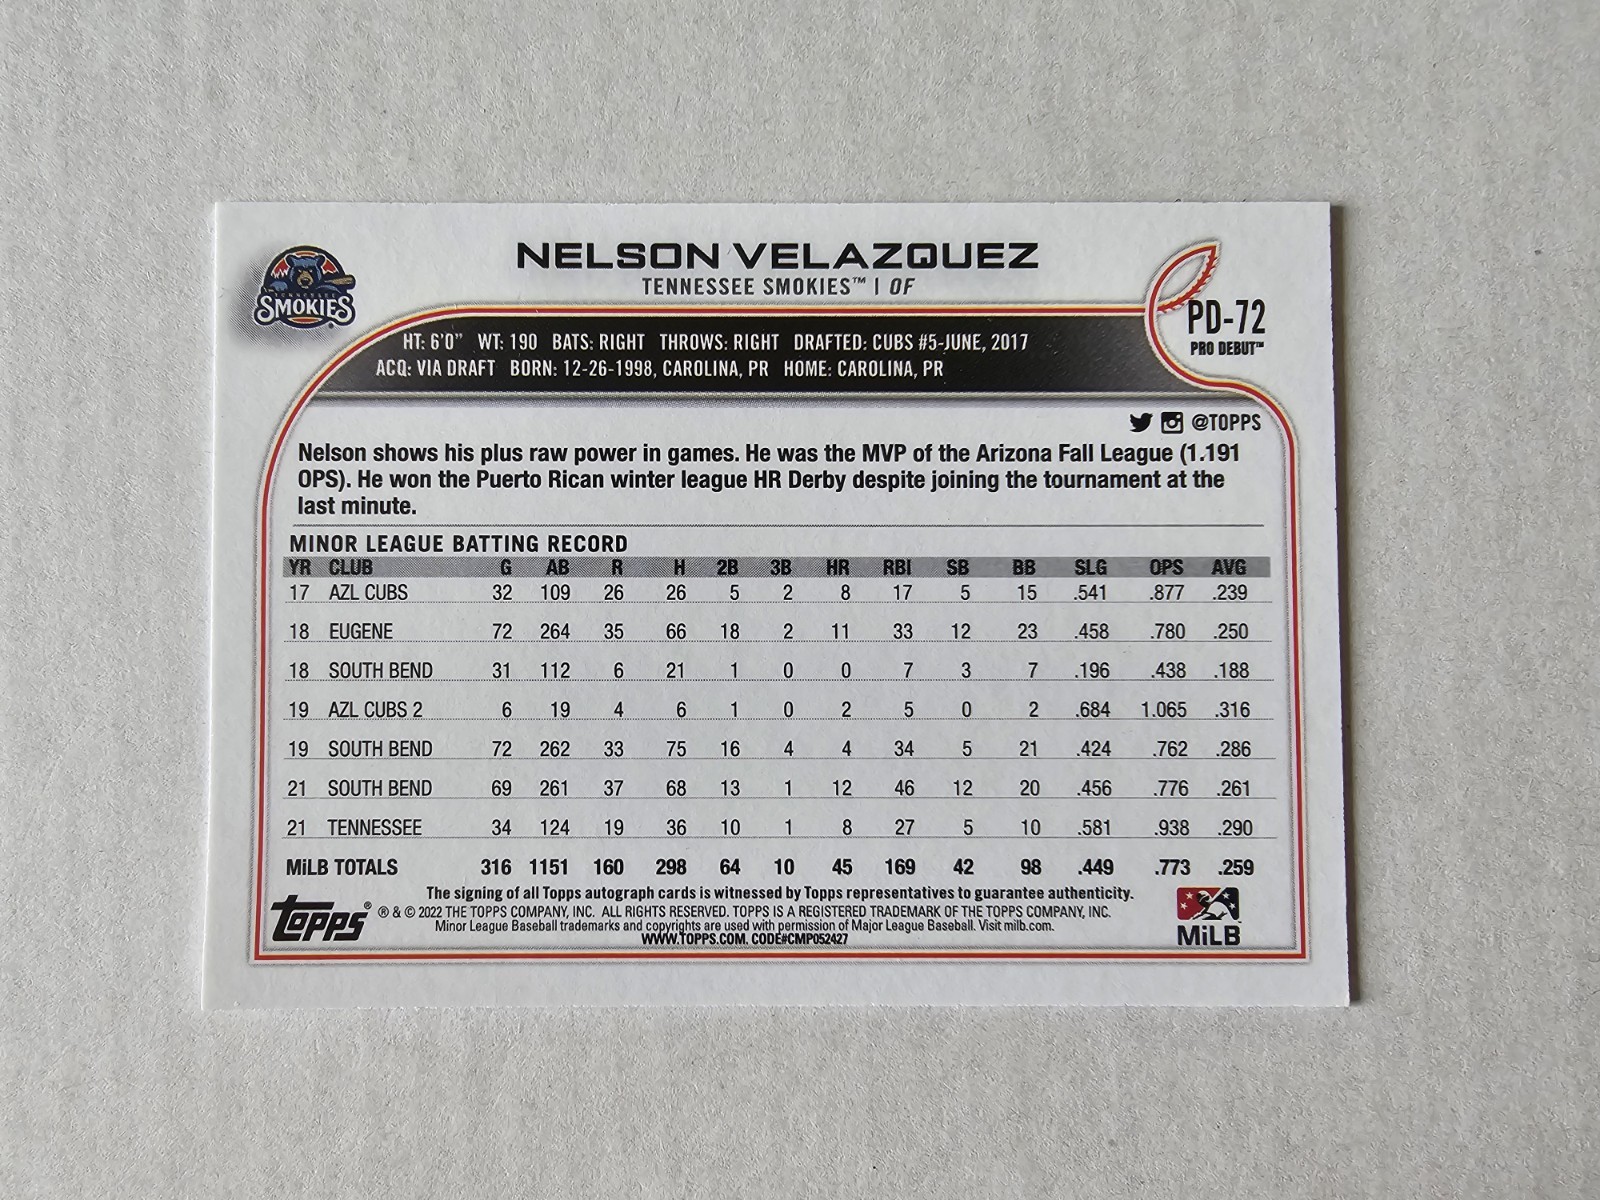 NELSON VELAZQUEZ
TENNESSEE SMOKIES™ | OF
TENNESSEE
SMOKIES
PD-72
PRO DEBUT™
HT: 6'0" WT: 190 BATS: RIGHT THROWS: RIGHT DRAFTED: CUBS #5-JUNE, 2017
ACQ: VIA DRAFT BORN: 12-26-1998, CAROLINA, PR HOME: CAROLINA, PR
@TOPPS
Nelson shows his plus raw power in games. He was the MVP of the Arizona Fall League (1.191
OPS). He won the Puerto Rican winter league HR Derby despite joining the tournament at the
last minute.
MINOR LEAGUE BATTING RECORD
YR CLUB G AB R H 2B 3B HR RBI SB BB SLG OPS AVG
17 AZL CUBS 32 109 26 26 5 2 8 17 5 15 .541 .877 .239
18 EUGENE 72 264 35 66 18 2 11 33 12 23 .458 .780 .250
18 SOUTH BEND 31 112 6 21 1 0 0 7 3 7 .196 .438 .188
19 AZL CUBS 2 6 19 4 6 1 0 2 5 0 2 .684 1.065 .316
19 SOUTH BEND 72 262 33 75 16 4 4 34 5 21 .424 .762 .286
21 SOUTH BEND 69 261 37 68 13 1 12 46 12 20 .456 .776 .261
21 TENNESSEE 34 124 19 36 10 1 8 27 5 10 .581 .938 .290
MiLB TOTALS 316 1151 160 298 64 10 45 169 42 98 .449 .773 .259
The signing of all Topps autograph cards is witnessed by Topps representatives to guarantee authenticity.
topps®
® & © 2022 THE TOPPS COMPANY, INC. ALL RIGHTS RESERVED. TOPPS IS A REGISTERED TRADEMARK OF THE TOPPS COMPANY, INC.
Minor League Baseball trademarks and copyrights are used with permission of Major League Baseball. Visit milb.com.
WWW.TOPPS.COM. CODE#CMP052427
MiLB